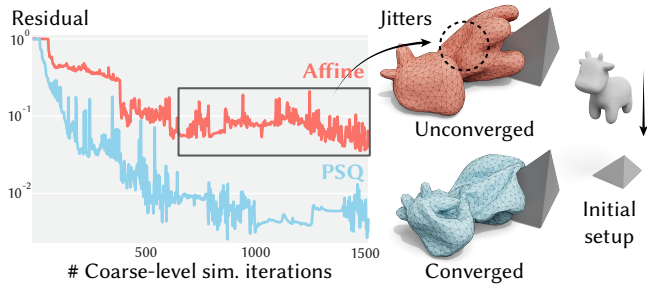 Residual
10^0
10^-1
10^-2
Affine
PSQ
500
1000
1500
# Coarse-level sim. iterations
Jitters
Unconverged
Converged
Initial
setup